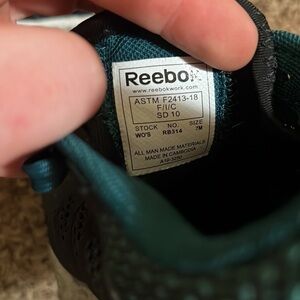 Reebok
www.reebokwork.com
ASTM F2413-18
F/I/C
SD 10
STOCK NO. SIZE
WO'S RB314 7M
ALL MAN MADE MATERIALS
MADE IN CAMBODIA